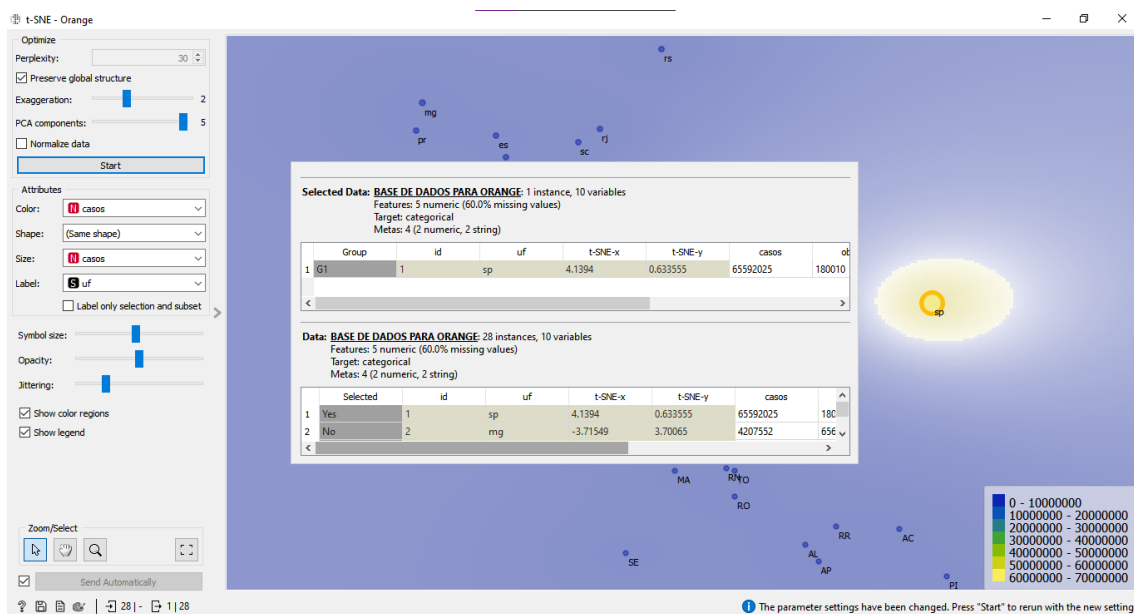 t-SNE - Orange
Optimize
Perplexity: 30
Preserve global structure
Exaggeration: 2
PCA components: 5
Normalize data
Start
Attributes
Color: N casos
Shape: (Same shape)
Size: N casos
Label: S uf
Label only selection and subset
Symbol size:
Opacity:
Jittering:
Show color regions
Show legend
Zoom/Select
Send Automatically
28 | - 1 | 28
rs
mg
pr
es
sc
rj
Selected Data: BASE DE DADOS PARA ORANGE: 1 instance, 10 variables
Features: 5 numeric (60.0% missing values)
Target: categorical
Metas: 4 (2 numeric, 2 string)
Group id uf t-SNE-x t-SNE-y casos ob
1 G1 1 sp 4.1394 0.633555 65592025 180010
Data: BASE DE DADOS PARA ORANGE: 28 instances, 10 variables
Features: 5 numeric (60.0% missing values)
Target: categorical
Metas: 4 (2 numeric, 2 string)
Selected id uf t-SNE-x t-SNE-y casos
1 Yes 1 sp 4.1394 0.633555 65592025 180
2 No 2 mg -3.71549 3.70065 4207552 656
sp
MA
RN
TO
RO
RR
AC
AL
SE
AP
PI
0 - 10000000
10000000 - 20000000
20000000 - 30000000
30000000 - 40000000
40000000 - 50000000
50000000 - 60000000
60000000 - 70000000
The parameter settings have been changed. Press "Start" to rerun with the new setting